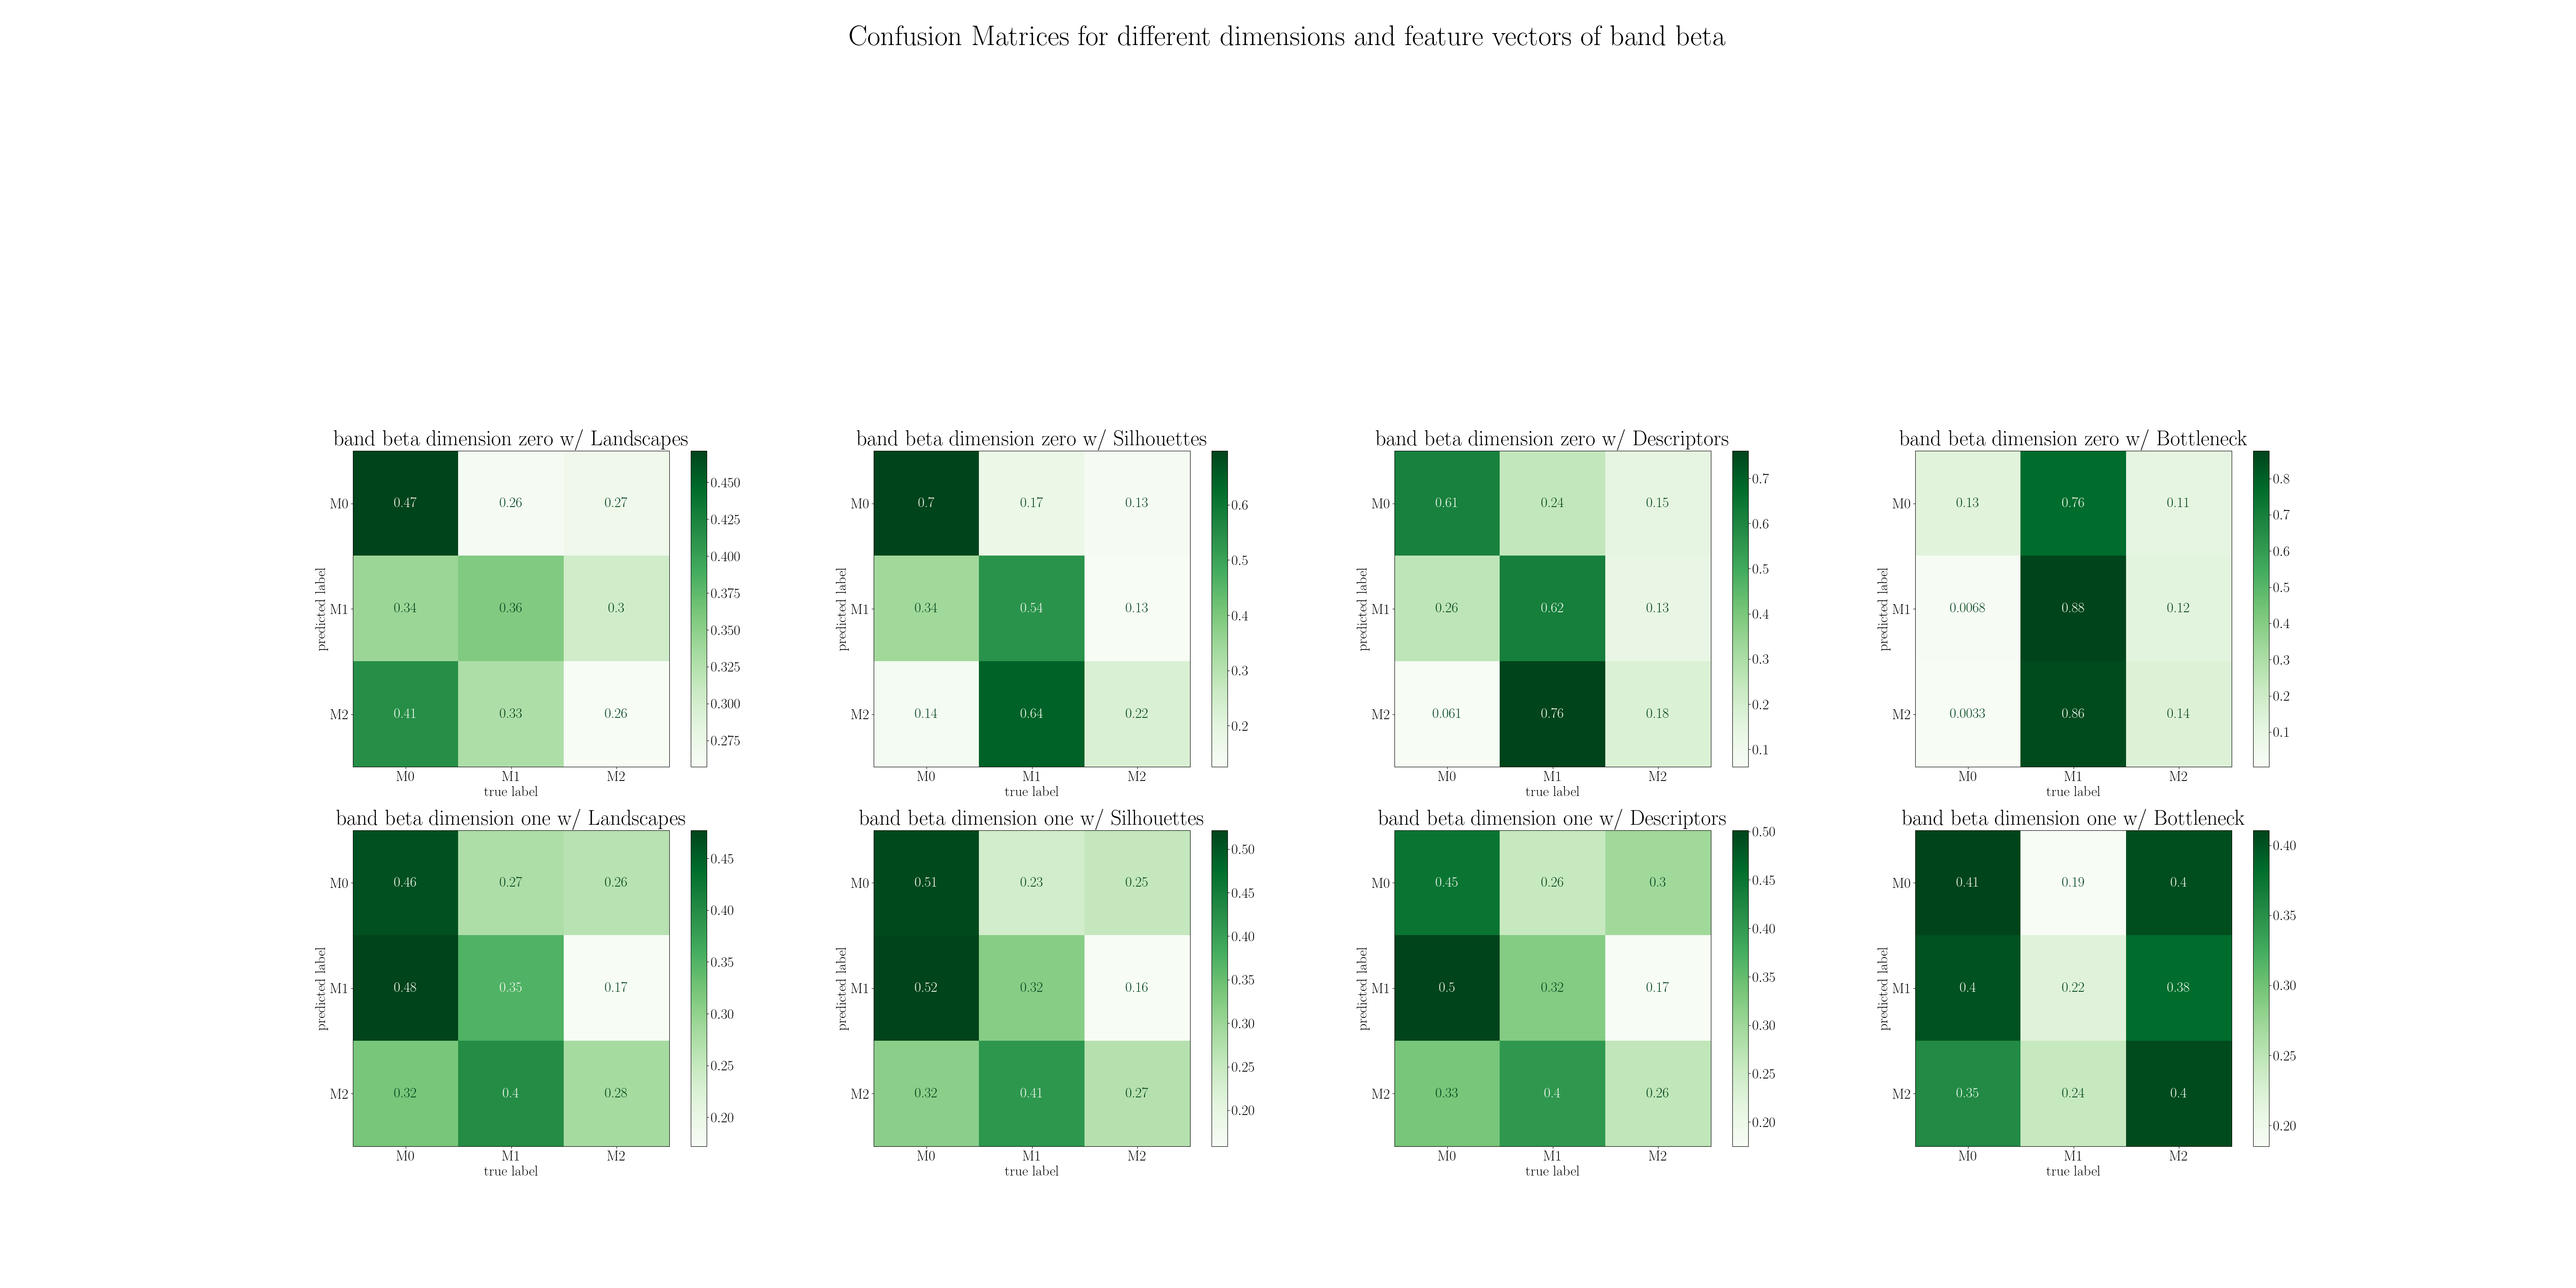 Confusion Matrices for different dimensions and feature vectors of band beta
band beta dimension zero w/ Landscapes
M0
M1
M2
predicted label
0.47 0.26 0.27
0.34 0.36 0.3
0.41 0.33 0.26
M0 M1 M2
true label
0.450
0.425
0.400
0.375
0.350
0.325
0.300
0.275
band beta dimension zero w/ Silhouettes
M0
M1
M2
predicted label
0.7 0.17 0.13
0.34 0.54 0.13
0.14 0.64 0.22
M0 M1 M2
true label
0.6
0.5
0.4
0.3
0.2
band beta dimension zero w/ Descriptors
M0
M1
M2
predicted label
0.61 0.24 0.15
0.26 0.62 0.13
0.061 0.76 0.18
M0 M1 M2
true label
0.7
0.6
0.5
0.4
0.3
0.2
0.1
band beta dimension zero w/ Bottleneck
M0
M1
M2
predicted label
0.13 0.76 0.11
0.0068 0.88 0.12
0.0033 0.86 0.14
M0 M1 M2
true label
0.8
0.7
0.6
0.5
0.4
0.3
0.2
0.1
band beta dimension one w/ Landscapes
M0
M1
M2
predicted label
0.46 0.27 0.26
0.48 0.35 0.17
0.32 0.4 0.28
M0 M1 M2
true label
0.45
0.40
0.35
0.30
0.25
0.20
band beta dimension one w/ Silhouettes
M0
M1
M2
predicted label
0.51 0.23 0.25
0.52 0.32 0.16
0.32 0.41 0.27
M0 M1 M2
true label
0.50
0.45
0.40
0.35
0.30
0.25
0.20
band beta dimension one w/ Descriptors
M0
M1
M2
predicted label
0.45 0.26 0.3
0.5 0.32 0.17
0.33 0.4 0.26
M0 M1 M2
true label
0.50
0.45
0.40
0.35
0.30
0.25
0.20
band beta dimension one w/ Bottleneck
M0
M1
M2
predicted label
0.41 0.19 0.4
0.4 0.22 0.38
0.35 0.24 0.4
M0 M1 M2
true label
0.40
0.35
0.30
0.25
0.20